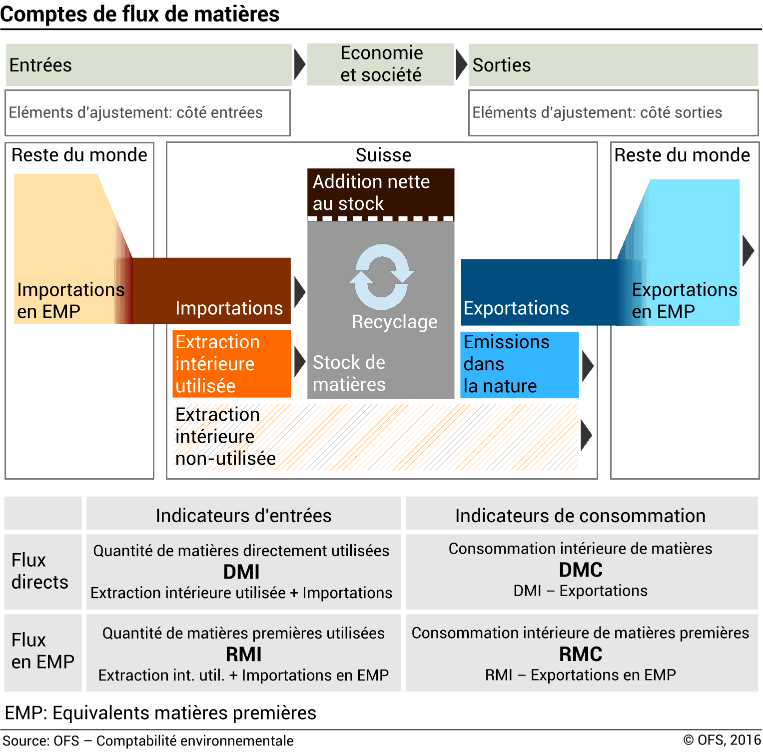 Comptes de flux de matières
Entrées
Economie
et société
Sorties
Eléments d'ajustement: côté entrées
Eléments d'ajustement: côté sorties
Reste du monde
Suisse
Reste du monde
Addition nette
au stock
Importations
en EMP
Importations
Recyclage
Exportations
Exportations
en EMP
Extraction
intérieure
utilisée
Stock de
matières
Emissions
dans
la nature
Extraction
intérieure
non-utilisée
Indicateurs d'entrées
Indicateurs de consommation
Flux
directs
Quantité de matières directement utilisées
DMI
Extraction intérieure utilisée + Importations
Consommation intérieure de matières
DMC
DMI – Exportations
Flux
en EMP
Quantité de matières premières utilisées
RMI
Extraction int. util. + Importations en EMP
Consommation intérieure de matières premières
RMC
RMI – Exportations en EMP
EMP: Equivalents matières premières
Source: OFS – Comptabilité environnementale
© OFS, 2016